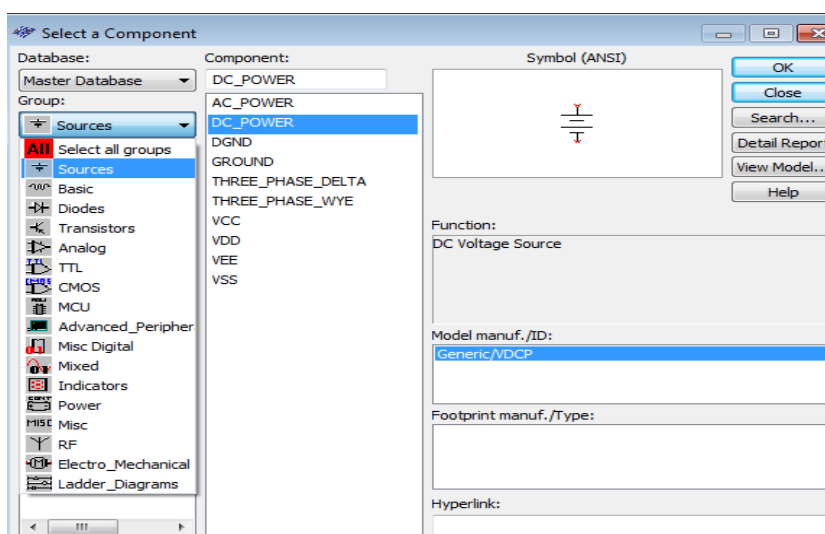 Select a Component
Database:
Master Database
Group:
Sources
All Select all groups
Sources
Basic
Diodes
Transistors
Analog
TTL
CMOS
MCU
Advanced_Peripher
Misc Digital
Mixed
Indicators
Power
MISC Misc
RF
Electro_Mechanical
Ladder_Diagrams
Component:
DC_POWER
AC_POWER
DC_POWER
DGND
GROUND
THREE_PHASE_DELTA
THREE_PHASE_WYE
VCC
VDD
VEE
VSS
Symbol (ANSI)
Function:
DC Voltage Source
Model manuf./ID:
Generic/VDCP
Footprint manuf./Type:
Hyperlink:
OK
Close
Search...
Detail Repor
View Model..
Help